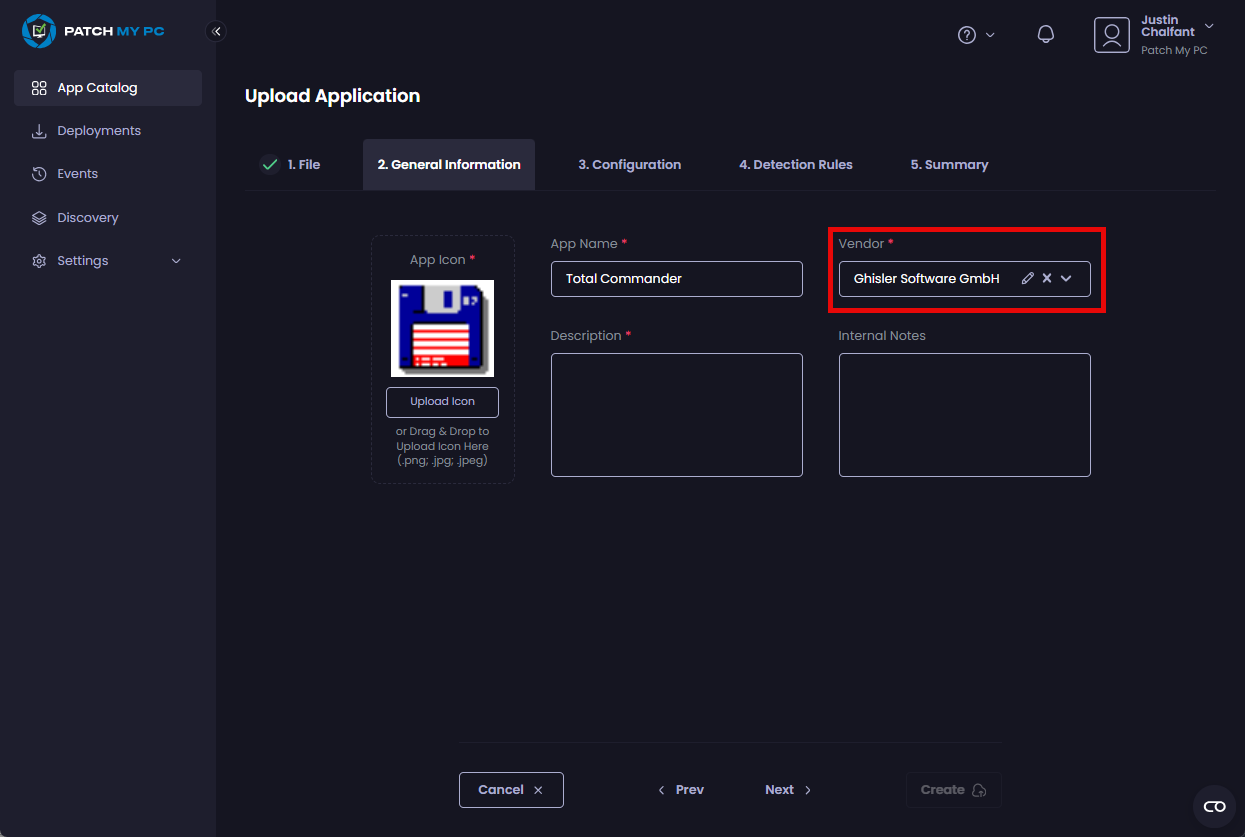 PATCH MY PC
App Catalog
Deployments
Events
Discovery
Settings
Justin
Chalfant
Patch My PC
Upload Application
1. File
2. General Information
3. Configuration
4. Detection Rules
5. Summary
App Icon *
Upload Icon
or Drag & Drop to
Upload Icon Here
(.png; .jpg; .jpeg)
App Name *
Total Commander
Vendor *
Ghisler Software GmbH
Description *
Internal Notes
Cancel
Prev
Next
Create